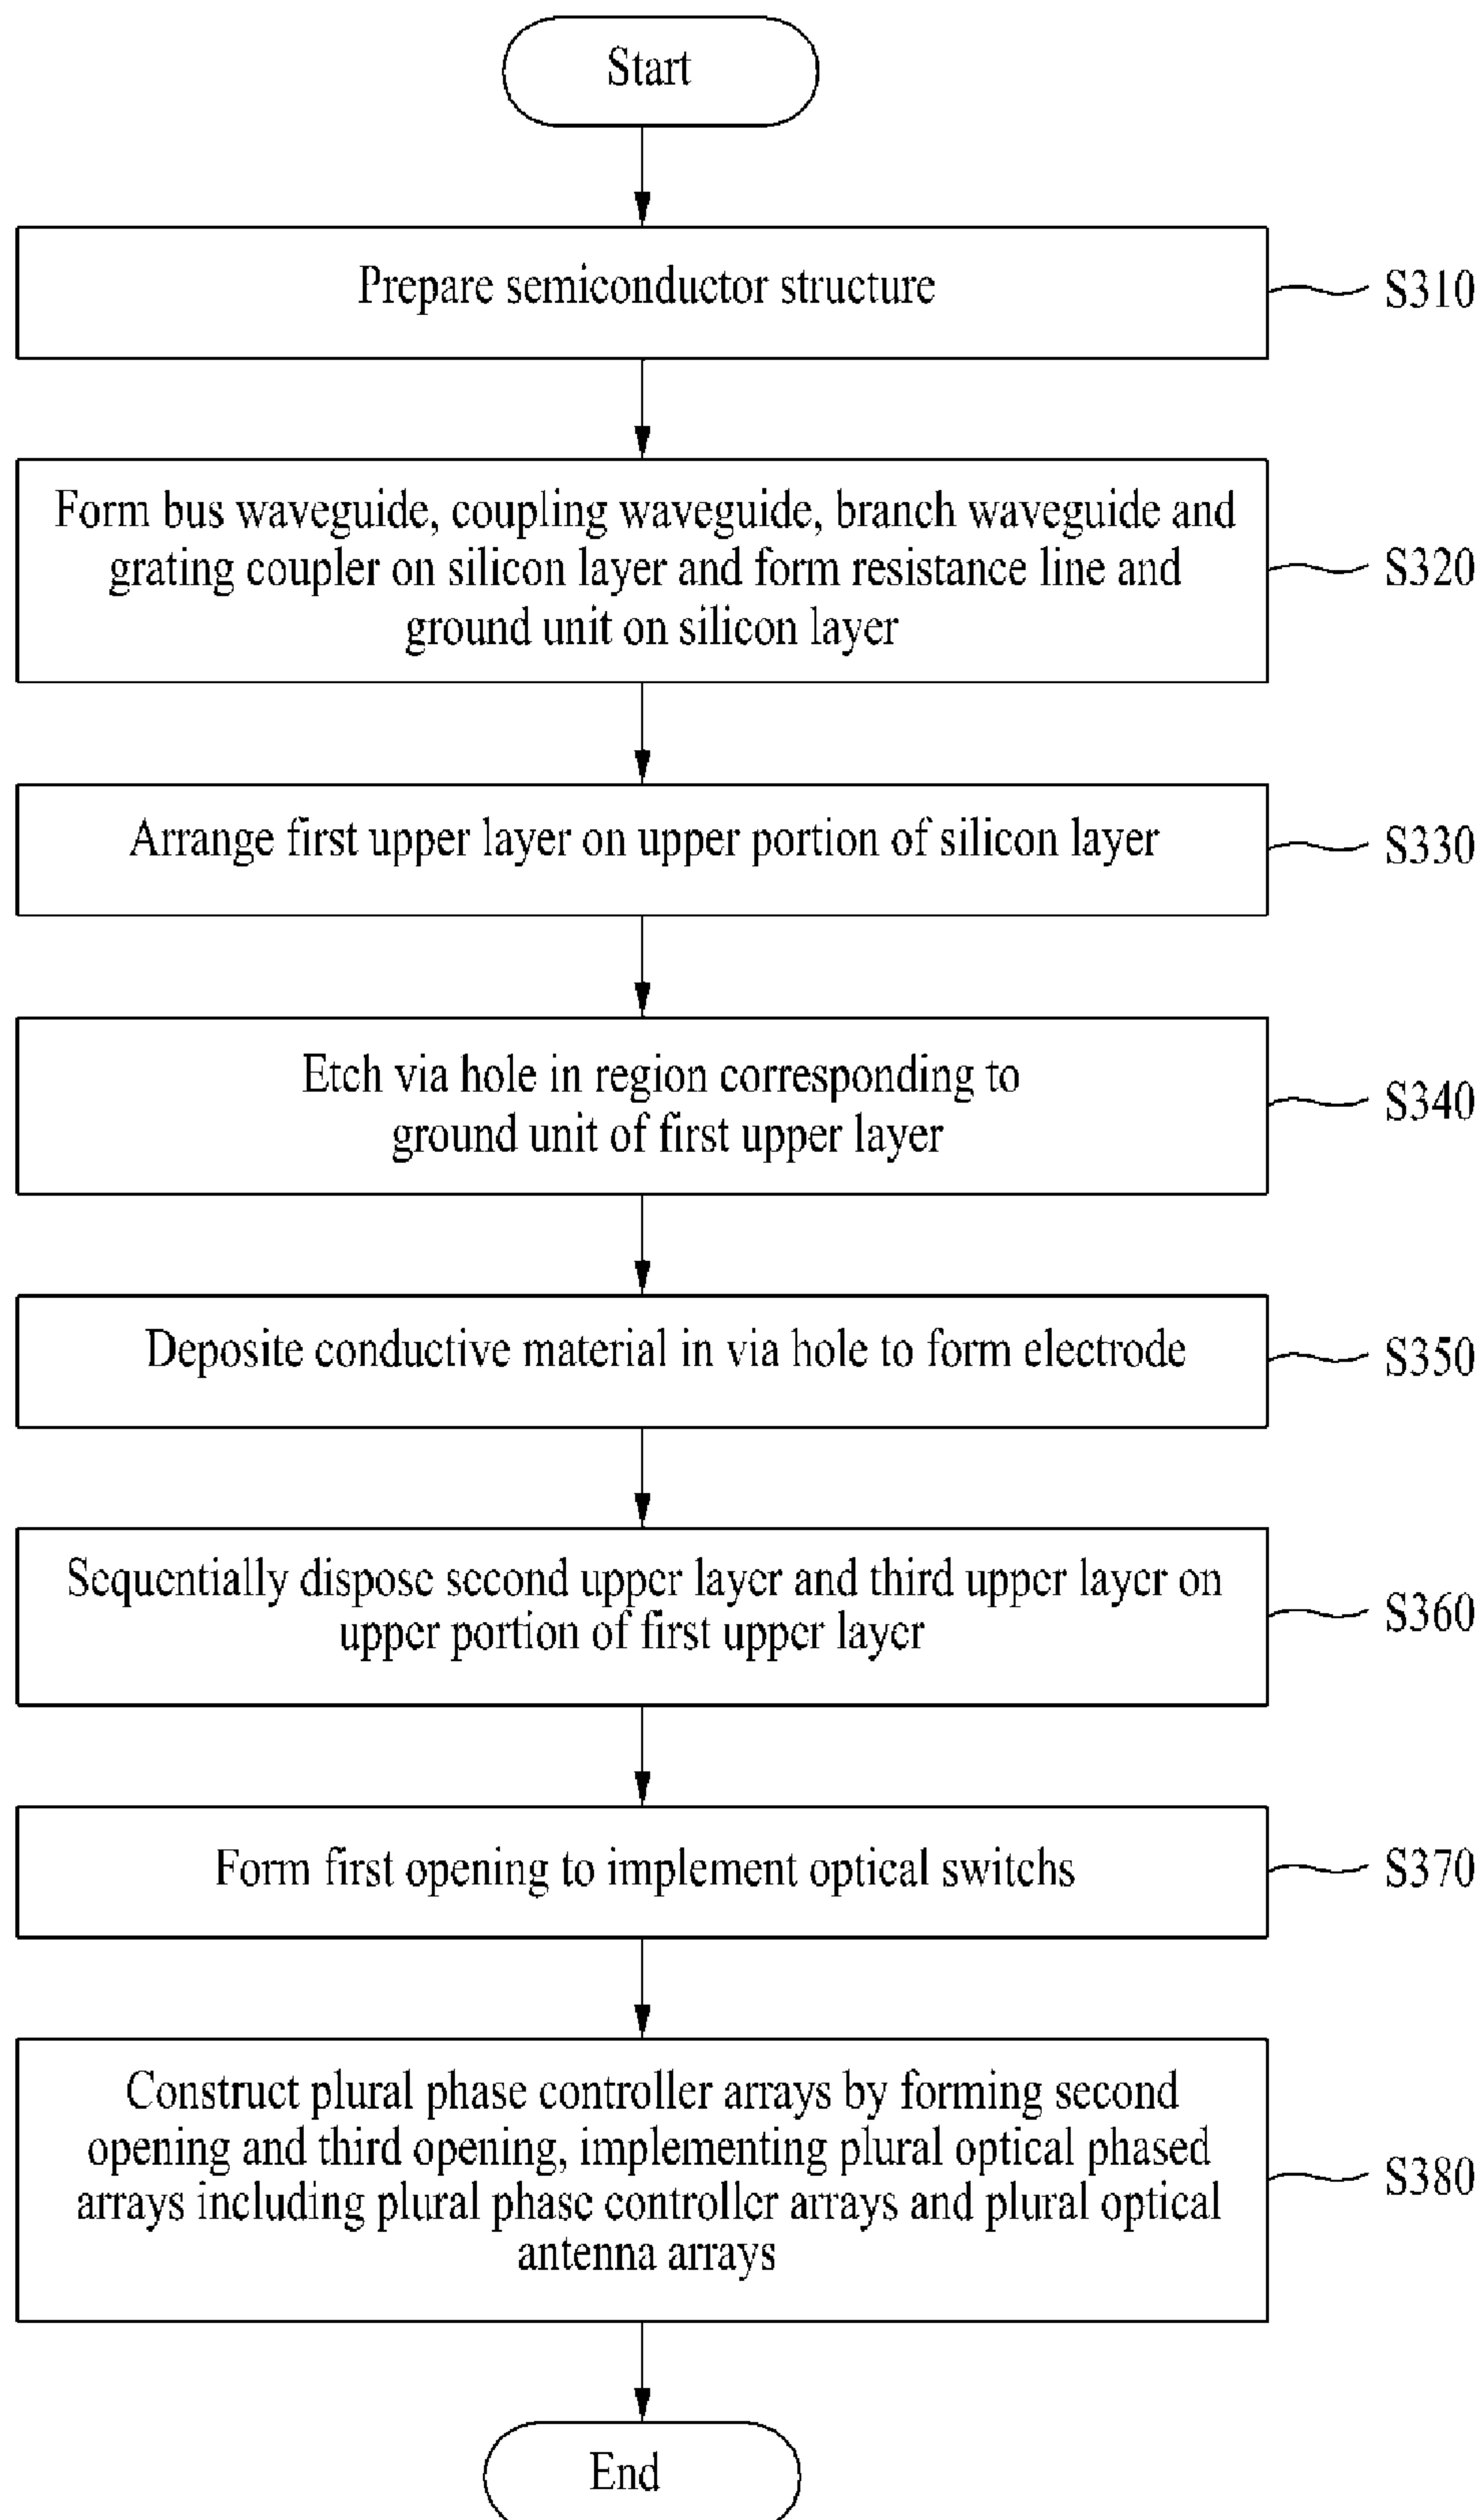 Start
Prepare semiconductor structure
S310
Form bus waveguide, coupling waveguide, branch waveguide and
grating coupler on silicon layer and form resistance line and
ground unit on silicon layer
S320
Arrange first upper layer on upper portion of silicon layer
S330
Etch via hole in region corresponding to
ground unit of first upper layer
S340
Deposite conductive material in via hole to form electrode
S350
Sequentially dispose second upper layer and third upper layer on
upper portion of first upper layer
S360
Form first opening to implement optical switchs
S370
Construct plural phase controller arrays by forming second
opening and third opening, implementing plural optical phased
arrays including plural phase controller arrays and plural optical
antenna arrays
S380
End